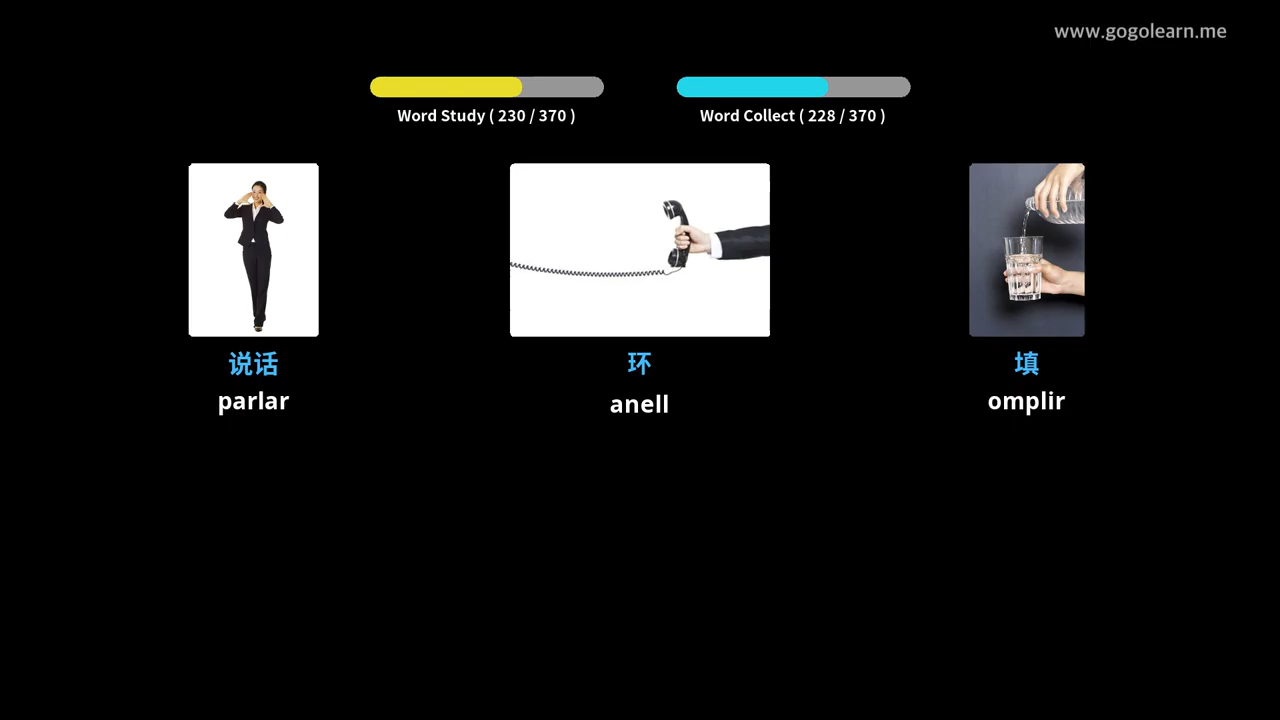 www.gogolearn.me
Word Study ( 230 / 370 )
Word Collect ( 228 / 370 )
说话
parlar
环
anell
填
omplir